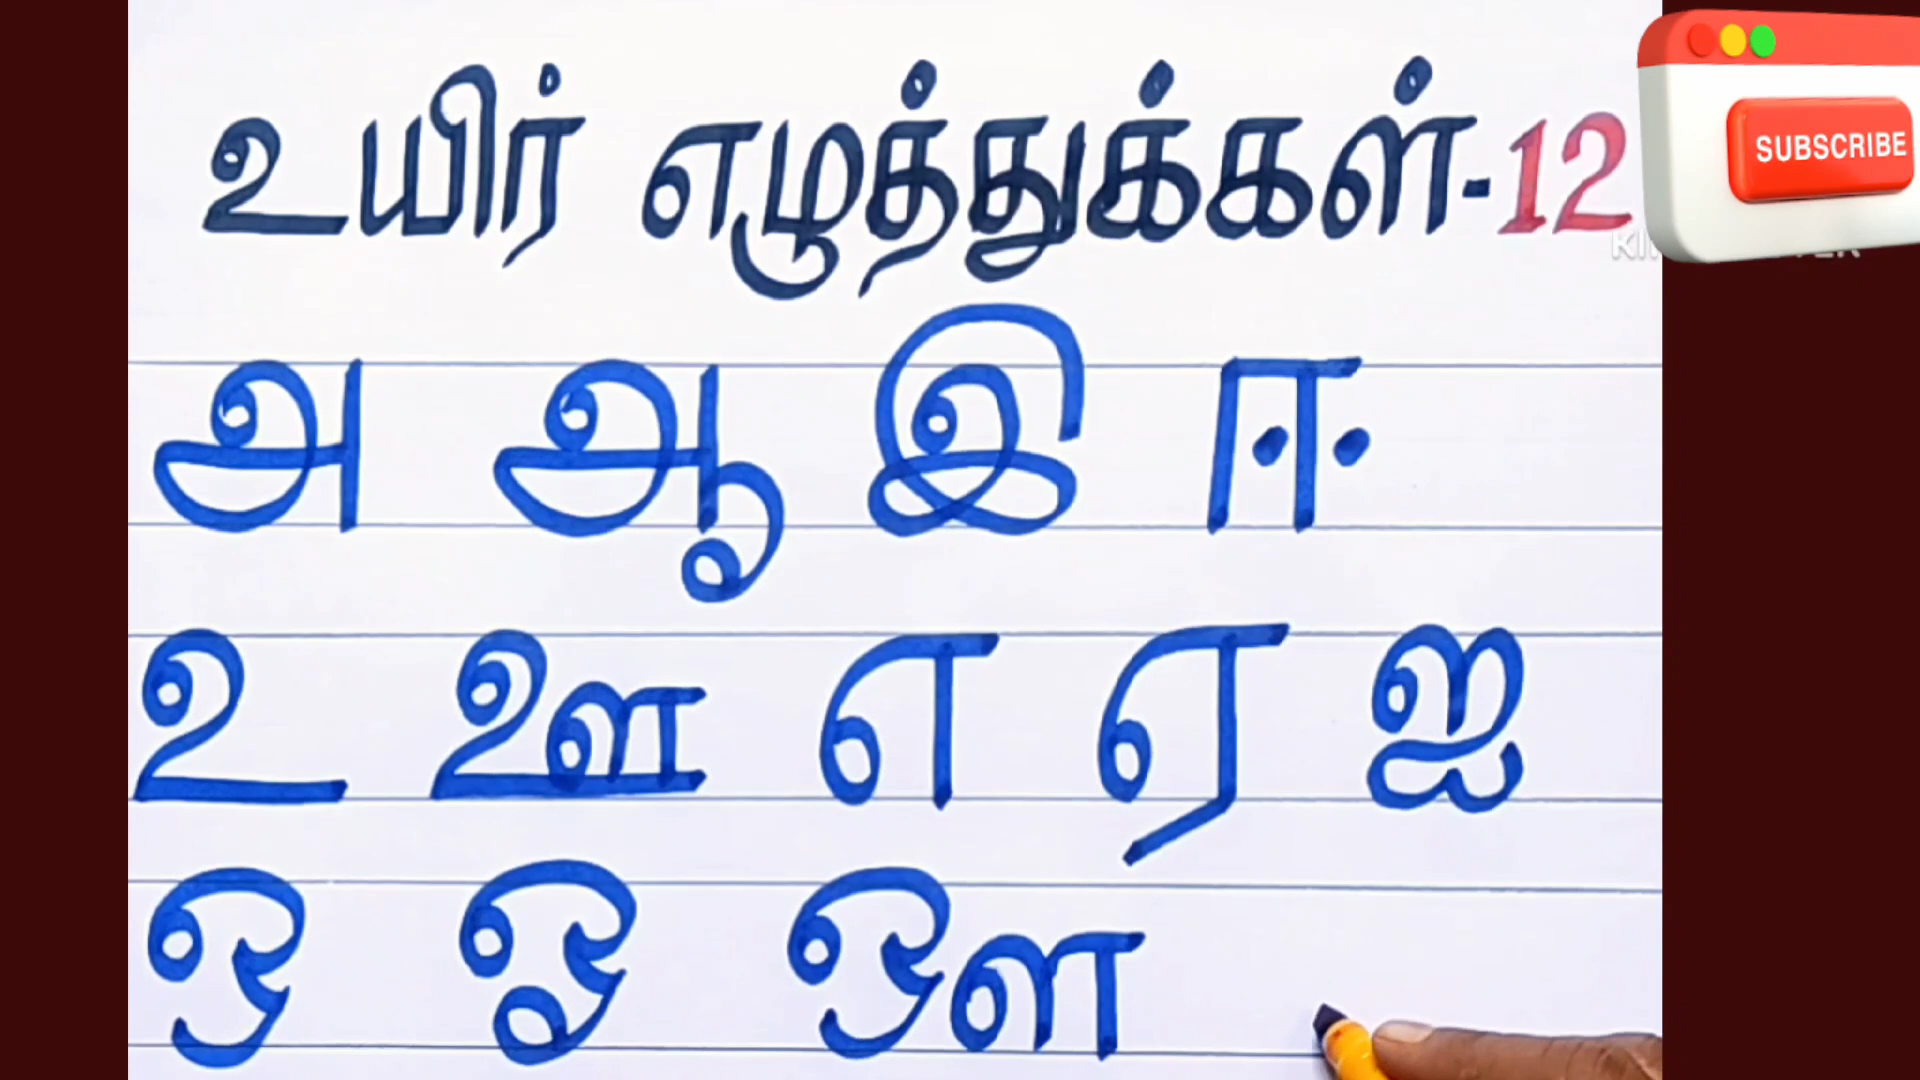 உயிர் எழுத்துக்கள்-12
SUBSCRIBE
அ ஆ இ ஈ
உ ஊ எ ஏ ஐ
ஒ ஓ ஔ